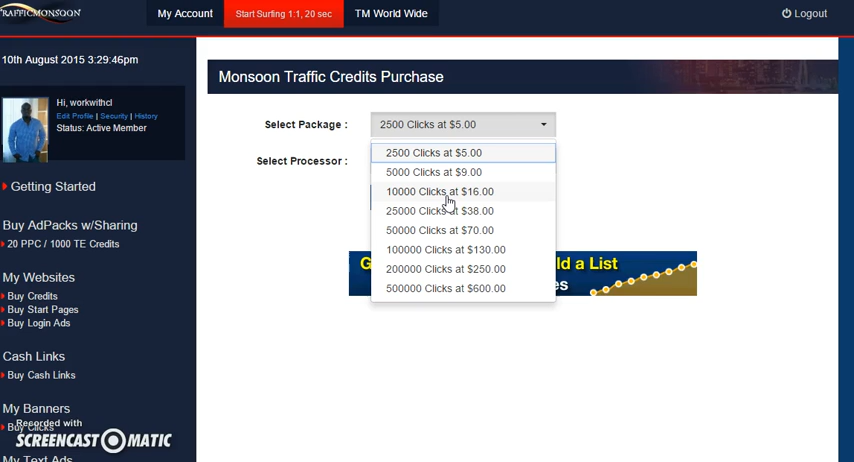 TRAFFICMONSOON
My Account
Start Surfing 1:1, 20 sec
TM World Wide
Logout
10th August 2015 3:29:46pm
Hi, workwithcl
Edit Profile | Security | History
Status: Active Member
Getting Started
Buy AdPacks w/Sharing
20 PPC / 1000 TE Credits
My Websites
Buy Credits
Buy Start Pages
Buy Login Ads
Cash Links
Buy Cash Links
My Banners
Buy Clicks
My Text Ads
Recorded with
SCREENCAST-O-MATIC
Monsoon Traffic Credits Purchase
Select Package :
2500 Clicks at $5.00
Select Processor :
2500 Clicks at $5.00
5000 Clicks at $9.00
10000 Clicks at $16.00
25000 Clicks at $38.00
50000 Clicks at $70.00
100000 Clicks at $130.00
200000 Clicks at $250.00
500000 Clicks at $600.00
G ld a List
es